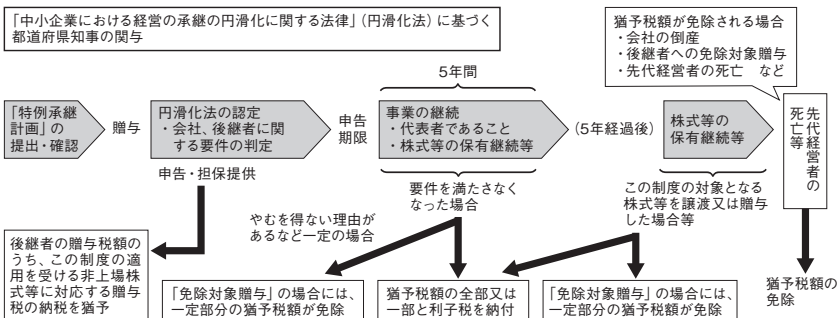 「中小企業における経営の承継の円滑化に関する法律」(円滑化法)に基づく
都道府県知事の関与
猶予税額が免除される場合
・会社の倒産
・後継者への免除対象贈与
・先代経営者の死亡 など
5年間
「特例承継
計画」の
提出・確認
贈与
円滑化法の認定
・会社、後継者に関
する要件の判定
申告
期限
事業の継続
・代表者であること
・株式等の保有継続等
(5年経過後)
株式等の
保有継続等
先代経営者の
死亡等
申告・担保提供
要件を満たさなく
なった場合
この制度の対象となる
株式等を譲渡又は贈与
した場合等
やむを得ない理由が
あるなど一定の場合
後継者の贈与税額の
うち、この制度の適
用を受ける非上場株
式等に対応する贈与
税の納税を猶予
「免除対象贈与」の場合には、
一定部分の猶予税額が免除
猶予税額の全部又は
一部と利子税を納付
「免除対象贈与」の場合には、
一定部分の猶予税額が免除
猶予税額の
免除